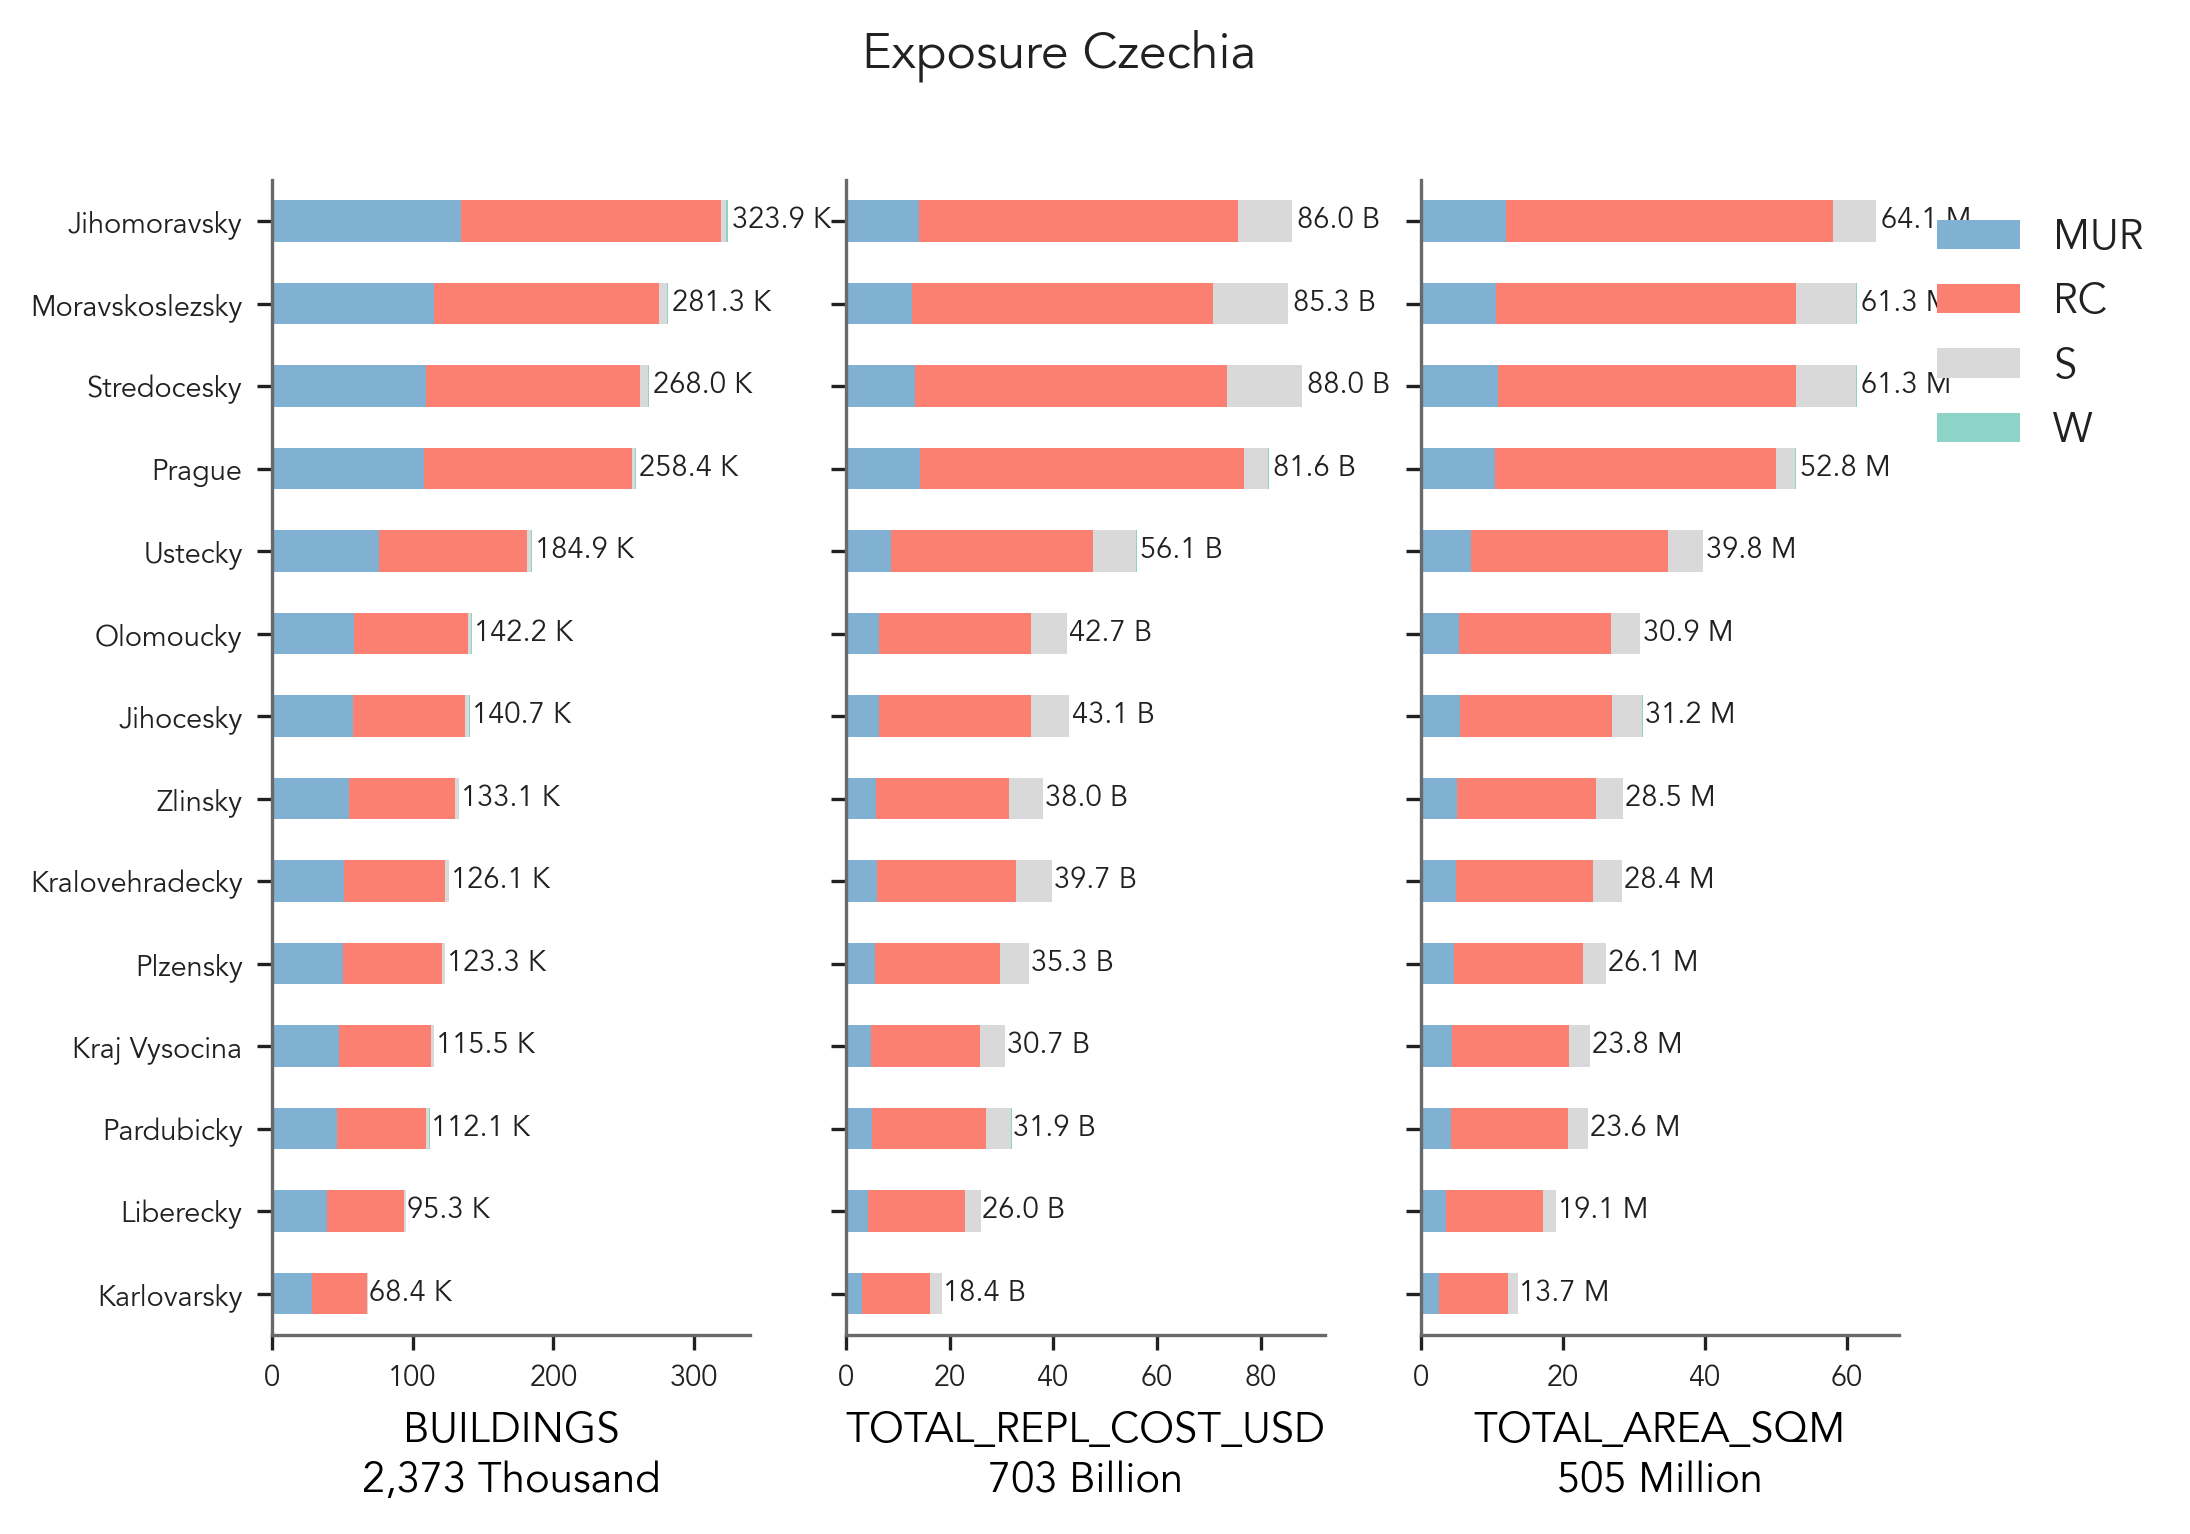 Exposure Czechia
Jihomoravsky 323.9 K 86.0 B 64.1 M
Moravskoslezsky 281.3 K 85.3 B 61.3 M
Stredocesky 268.0 K 88.0 B 61.3 M
Prague 258.4 K 81.6 B 52.8 M
Ustecky 184.9 K 56.1 B 39.8 M
Olomoucky 142.2 K 42.7 B 30.9 M
Jihocesky 140.7 K 43.1 B 31.2 M
Zlinsky 133.1 K 38.0 B 28.5 M
Kralovehradecky 126.1 K 39.7 B 28.4 M
Plzensky 123.3 K 35.3 B 26.1 M
Kraj Vysocina 115.5 K 30.7 B 23.8 M
Pardubicky 112.1 K 31.9 B 23.6 M
Liberecky 95.3 K 26.0 B 19.1 M
Karlovarsky 68.4 K 18.4 B 13.7 M
0 100 200 300
BUILDINGS
2,373 Thousand
0 20 40 60 80
TOTAL_REPL_COST_USD
703 Billion
0 20 40 60
TOTAL_AREA_SQM
505 Million
MUR
RC
S
W